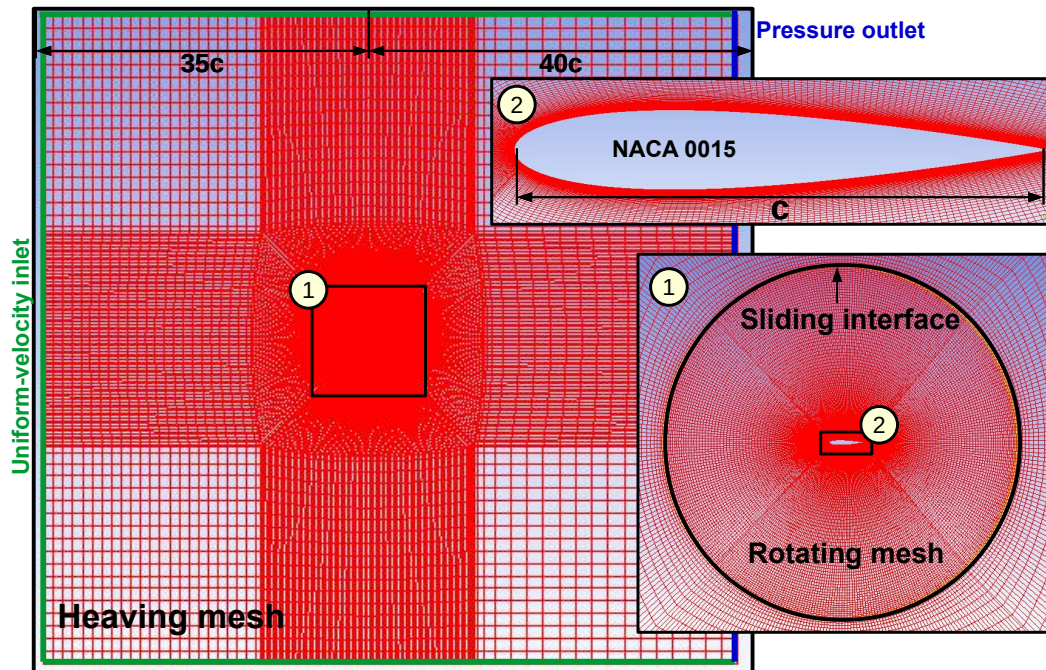 Pressure outlet
35c
40c
2
NACA 0015
c
Uniform-velocity inlet
1
1
Sliding interface
2
Rotating mesh
Heaving mesh